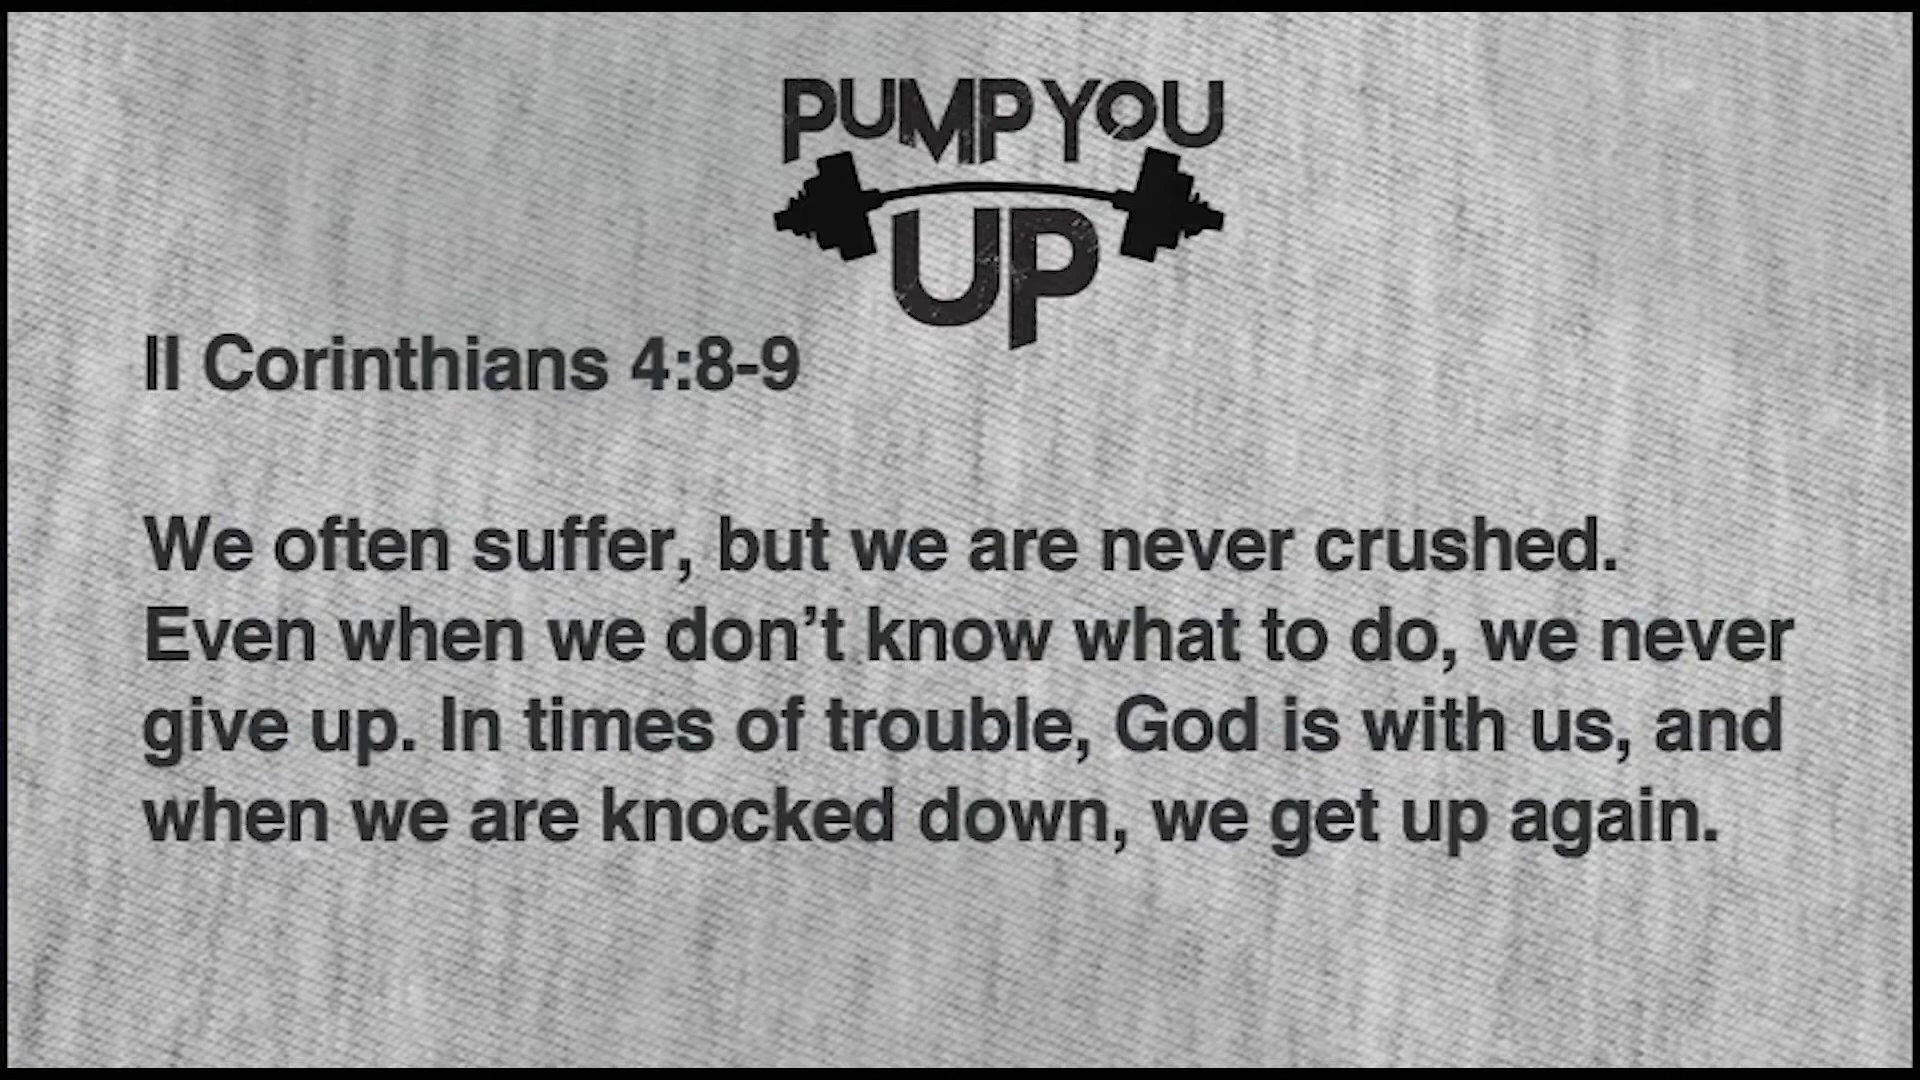 PUMP YOU
UP
II Corinthians 4:8-9
We often suffer, but we are never crushed.
Even when we don’t know what to do, we never
give up. In times of trouble, God is with us, and
when we are knocked down, we get up again.